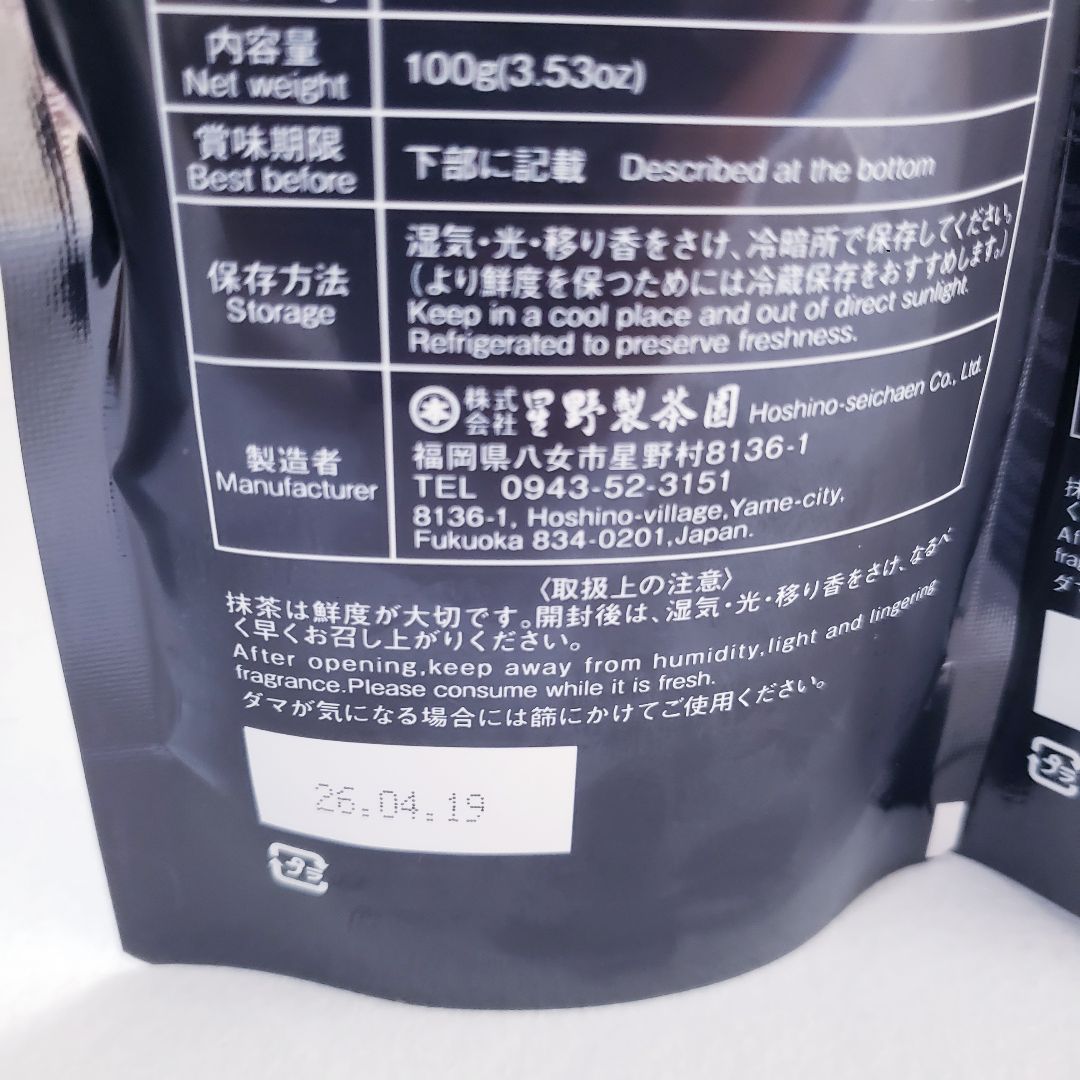 内容量
Net weight
100g(3.53oz)
賞味期限
Best before
下部に記載 Described at the bottom
保存方法
Storage
湿気・光・移り香をさけ、冷暗所で保存してください。
(より鮮度を保つためには冷蔵保存をおすすめします。)
Keep in a cool place and out of direct sunlight.
Refrigerated to preserve freshness.
製造者
Manufacturer
株式会社 星野製茶園 Hoshino-seichaen Co., Ltd.
福岡県八女市星野村8136-1
TEL 0943-52-3151
8136-1, Hoshino-village,Yame-city,
Fukuoka 834-0201,Japan.
〈取扱上の注意〉
抹茶は鮮度が大切です。開封後は、湿気・光・移り香をさけ、なるべ
く早くお召し上がりください。
After opening,keep away from humidity,light and lingering
fragrance.Please consume while it is fresh.
ダマが気になる場合には篩にかけてご使用ください。
26.04.19
プラ
抹
く
Af
frag
ダマ
プラ